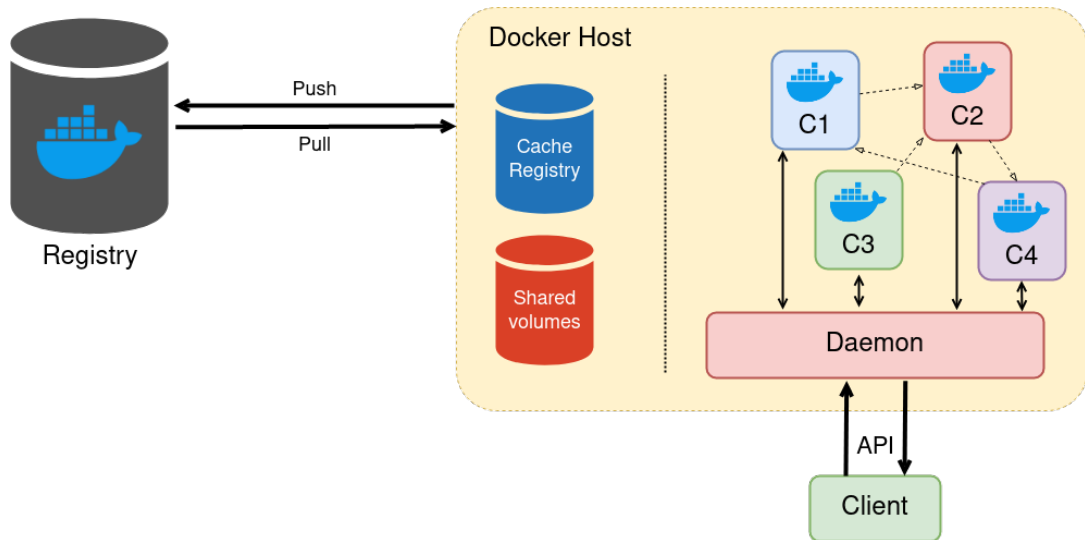 Docker Host
Push
Pull
Registry
Cache
Registry
Shared
volumes
C1
C2
C3
C4
Daemon
API
Client